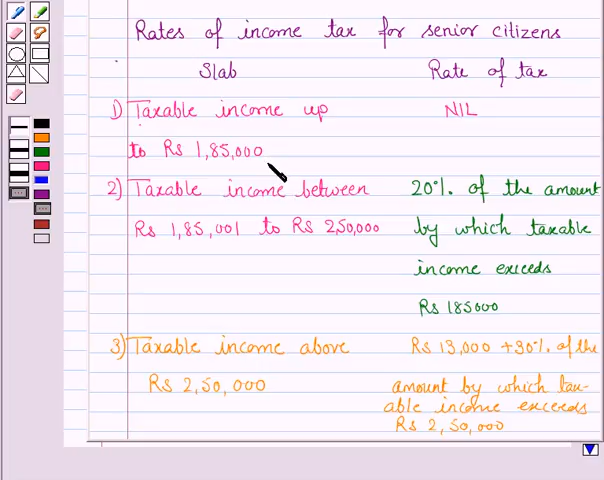 Rates of income tax for senior citizens
Slab Rate of tax
1) Taxable income up NIL
to Rs 1,85,000
2) Taxable income between 20% of the amount
Rs 1,85,001 to Rs 2,50,000 by which taxable
income exceeds
Rs 185000
3) Taxable income above Rs 13,000 + 30% of the
Rs 2,50,000 amount by which tax-
able income exceeds
Rs 2,50,000